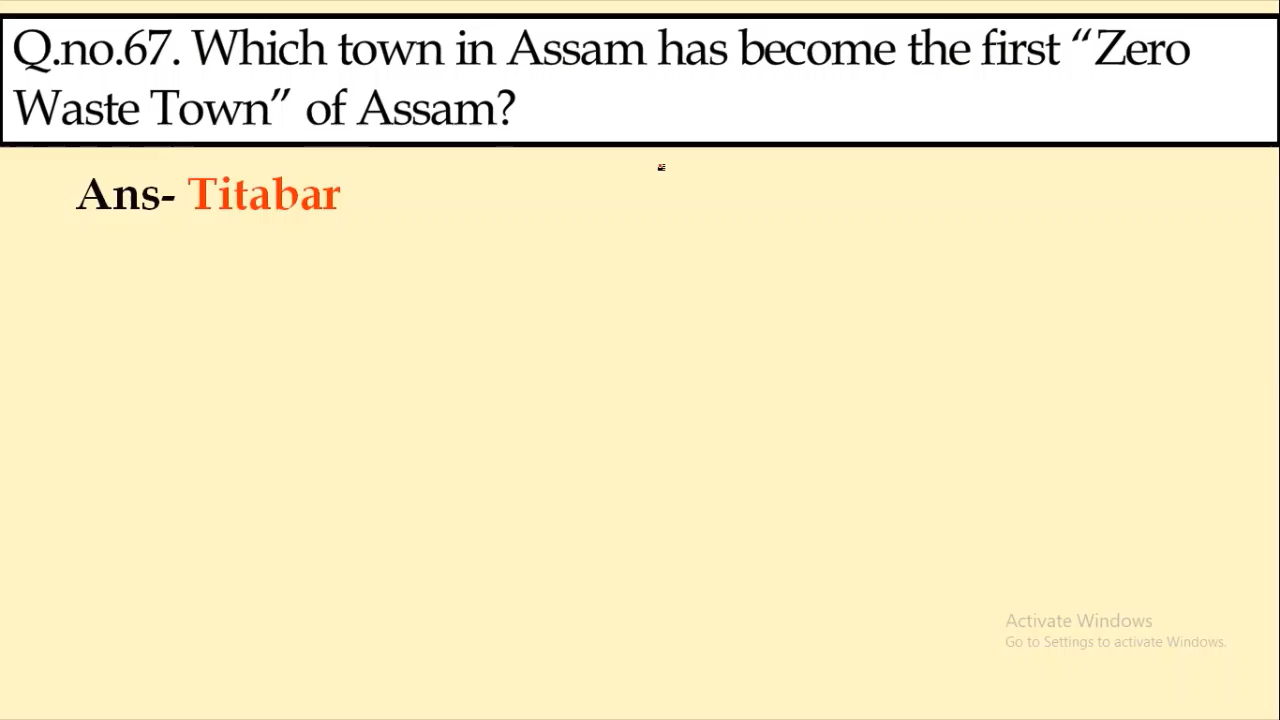 Q.no.67. Which town in Assam has become the first “Zero
Waste Town” of Assam?
Ans- Titabar
Activate Windows
Go to Settings to activate Windows.